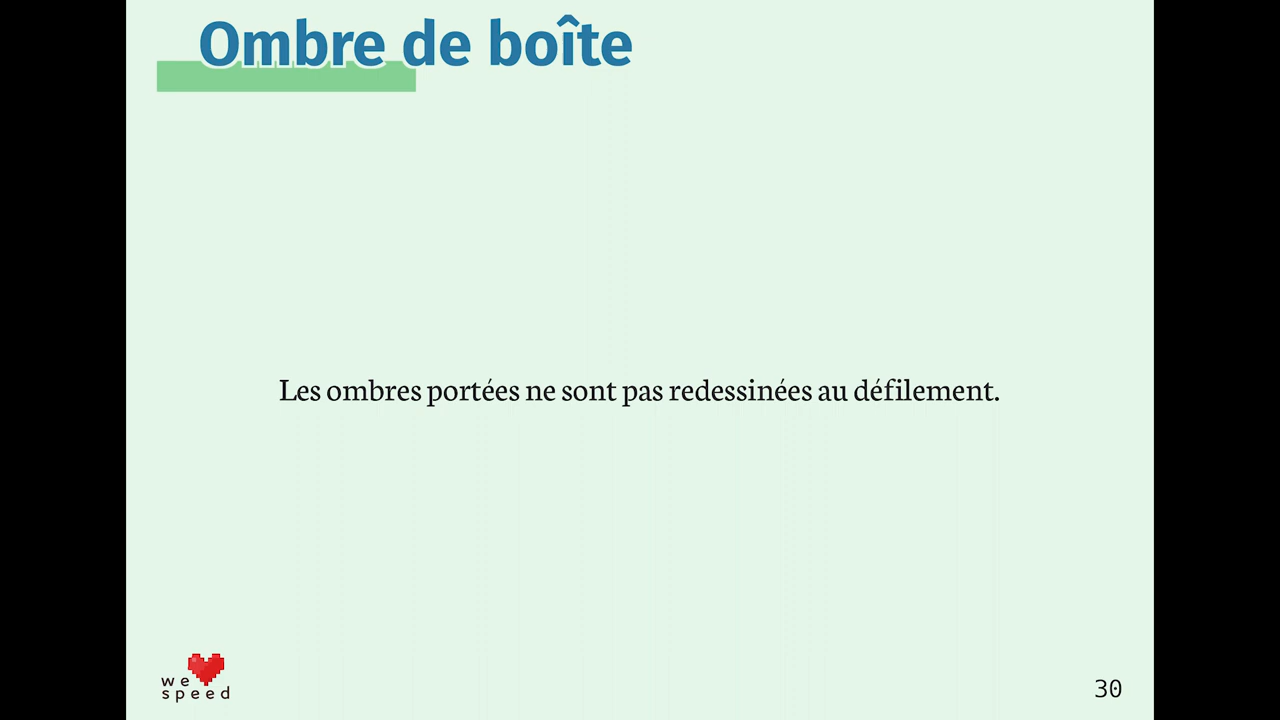 Ombre de boîte
Les ombres portées ne sont pas redessinées au défilement.
we
speed
30